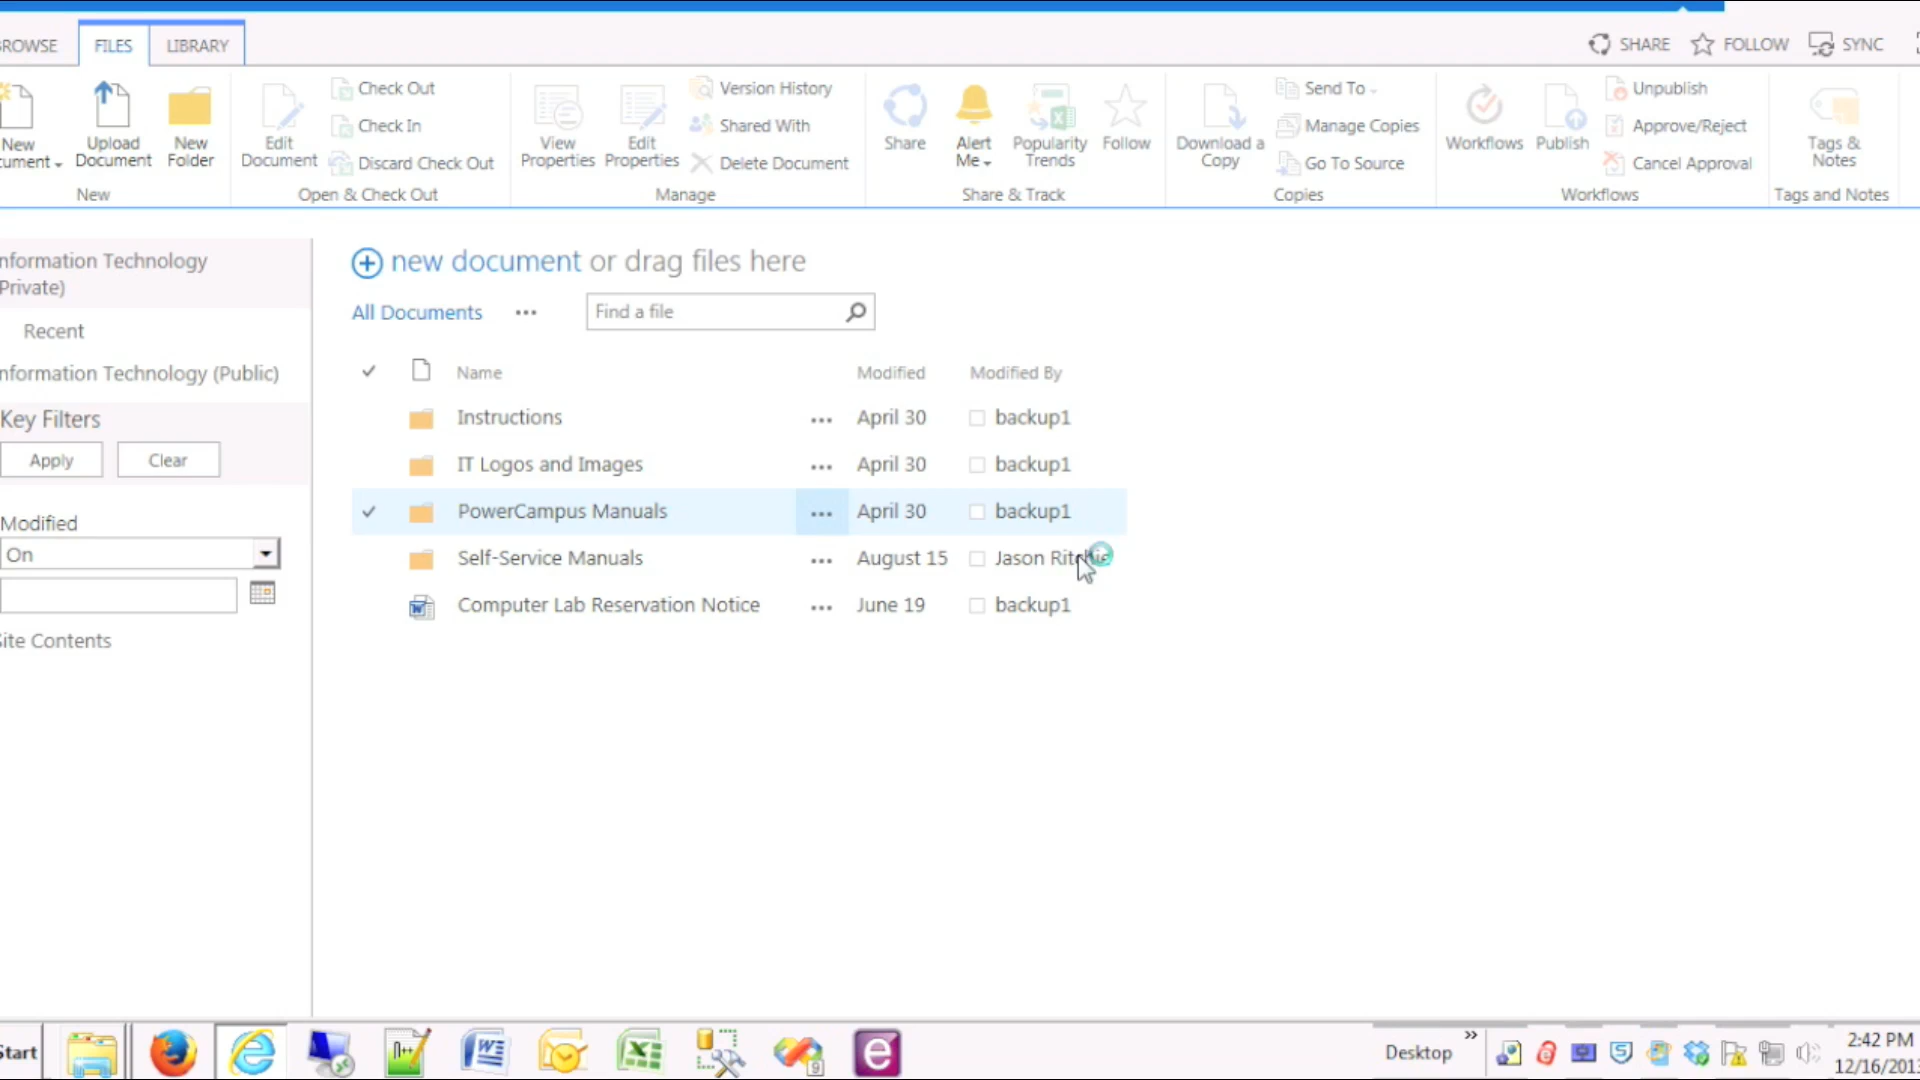 ROWSE FILES LIBRARY SHARE FOLLOW SYNC
New
cument
Upload
Document
New
Folder
New
Edit
Document
Check Out
Check In
Discard Check Out
Open & Check Out
View
Properties
Edit
Properties
Version History
Shared With
Delete Document
Manage
Share
Alert
Me
Popularity
Trends
Follow
Share & Track
Download a
Copy
Send To
Manage Copies
Go To Source
Copies
Workflows
Publish
Unpublish
Approve/Reject
Cancel Approval
Workflows
Tags &
Notes
Tags and Notes
nformation Technology
Private)
Recent
nformation Technology (Public)
Key Filters
Apply Clear
Modified
On
ite Contents
new document or drag files here
All Documents ... Find a file
Name Modified Modified By
Instructions ... April 30 backup1
IT Logos and Images ... April 30 backup1
PowerCampus Manuals ... April 30 backup1
Self-Service Manuals ... August 15 Jason
Computer Lab Reservation Notice ... June 19 backup1
Start
Desktop »
2:42 PM
12/16/201